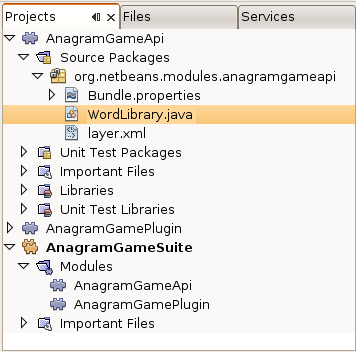 Projects Files Services
AnagramGameApi
Source Packages
org.netbeans.modules.anagramgameapi
Bundle.properties
WordLibrary.java
layer.xml
Unit Test Packages
Important Files
Libraries
Unit Test Libraries
AnagramGamePlugin
AnagramGameSuite
Modules
AnagramGameApi
AnagramGamePlugin
Important Files